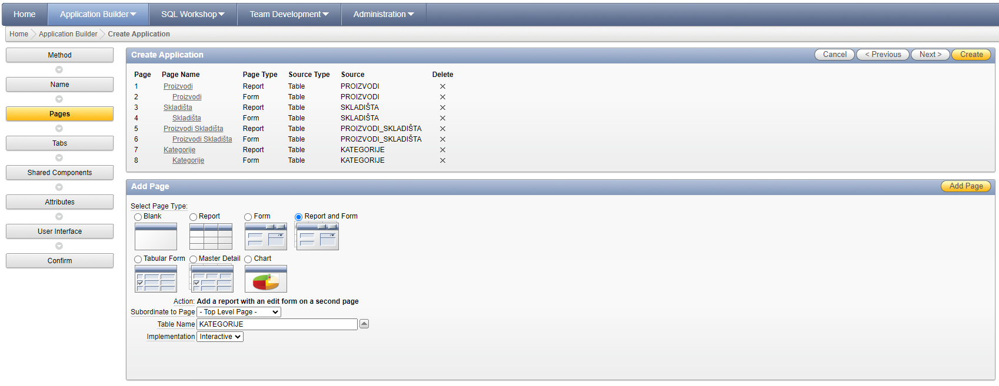 Home Application Builder SQL Workshop Team Development Administration
Home Application Builder Create Application
Method
Name
Pages
Tabs
Shared Components
Attributes
User Interface
Confirm
Create Application Cancel < Previous Next > Create
Page Page Name Page Type Source Type Source Delete
1 Proizvodi Report Table PROIZVODI
2 Proizvodi Form Table PROIZVODI
3 Skladišta Report Table SKLADIŠTA
4 Skladišta Form Table SKLADIŠTA
5 Proizvodi Skladišta Report Table PROIZVODI_SKLADIŠTA
6 Proizvodi Skladišta Form Table PROIZVODI_SKLADIŠTA
7 Kategorije Report Table KATEGORIJE
8 Kategorije Form Table KATEGORIJE
Add Page Add Page
Select Page Type:
Blank Report Form Report and Form
Tabular Form Master Detail Chart
Action: Add a report with an edit form on a second page
Subordinate to Page - Top Level Page -
Table Name KATEGORIJE
Implementation Interactive